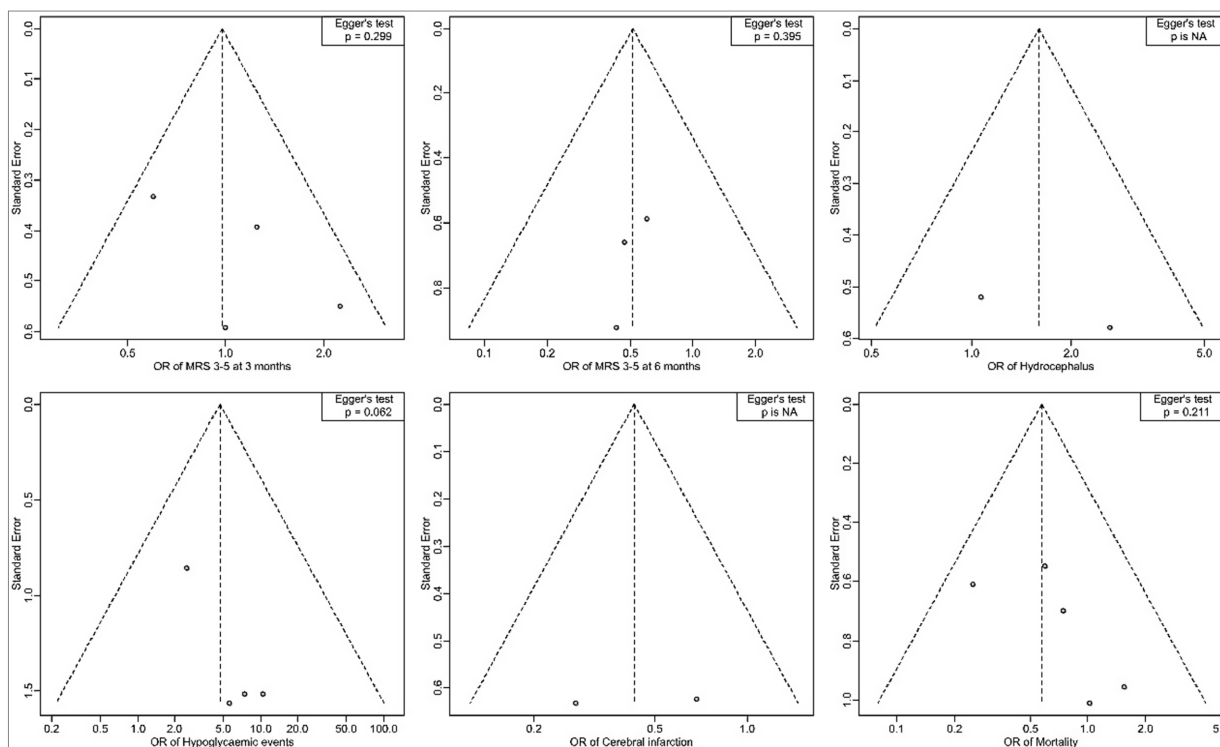 Egger's test
p = 0.299
0.0
0.1
0.2
0.3
0.4
0.5
0.6
Standard Error
0.5 1.0 2.0
OR of MRS 3-5 at 3 months
Egger's test
p = 0.395
0.0
0.2
0.4
0.6
0.8
Standard Error
0.1 0.2 0.5 1.0 2.0
OR of MRS 3-5 at 6 months
Egger's test
p is NA
0.0
0.1
0.2
0.3
0.4
0.5
0.6
Standard Error
0.5 1.0 2.0 5.0
OR of Hydrocephalus
Egger's test
p = 0.062
0.0
0.5
1.0
1.5
Standard Error
0.2 0.5 1.0 2.0 5.0 10.0 20.0 100.0
OR of Hypoglycaemic events
Egger's test
p is NA
0.0
0.1
0.2
0.3
0.4
0.5
0.6
Standard Error
0.2 0.5 1.0
OR of Cerebral infarction
Egger's test
p = 0.211
0.0
0.2
0.4
0.6
0.8
1.0
Standard Error
0.1 0.2 0.5 1.0 2.0
OR of Mortality